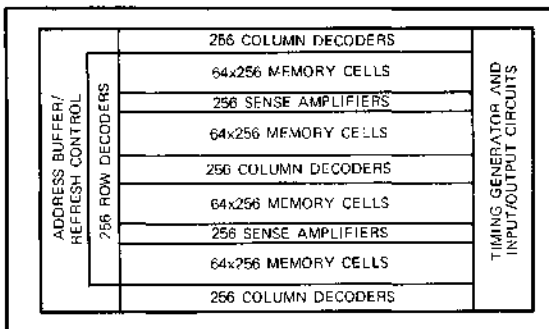 ADDRESS BUFFER/
REFRESH CONTROL
256 ROW DECODERS
256 COLUMN DECODERS
64x256 MEMORY CELLS
256 SENSE AMPLIFIERS
64x256 MEMORY CELLS
256 COLUMN DECODERS
64x256 MEMORY CELLS
256 SENSE AMPLIFIERS
64x256 MEMORY CELLS
256 COLUMN DECODERS
TIMING GENERATOR AND
INPUT/OUTPUT CIRCUITS